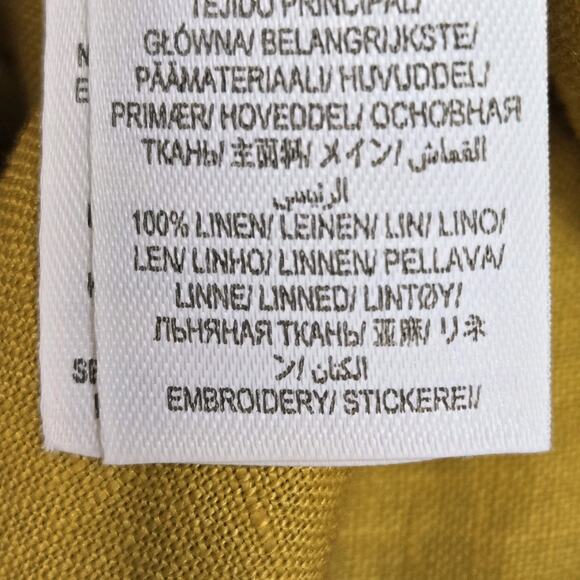 TEJIDO PRINCIPAL/
GŁÓWNA/ BELANGRIJKSTE/
PÄÄMATERIAALI/ HUVUDDEL/
PRIMÆR/ HOVEDDEL/ ОСНОВНАЯ
ТКАНЬ/ 主面料/ メイン/ القماش
الرئيسي
100% LINEN/ LEINEN/ LIN/ LINO/
LEN/ LINHO/ LINNEN/ PELLAVA/
LINNE/ LINNED/ LINTØY/
ЛЬНЯНАЯ ТКАНЬ/ 亚麻/ リネ
ン/ الكتان
EMBROIDERY/ STICKEREI/